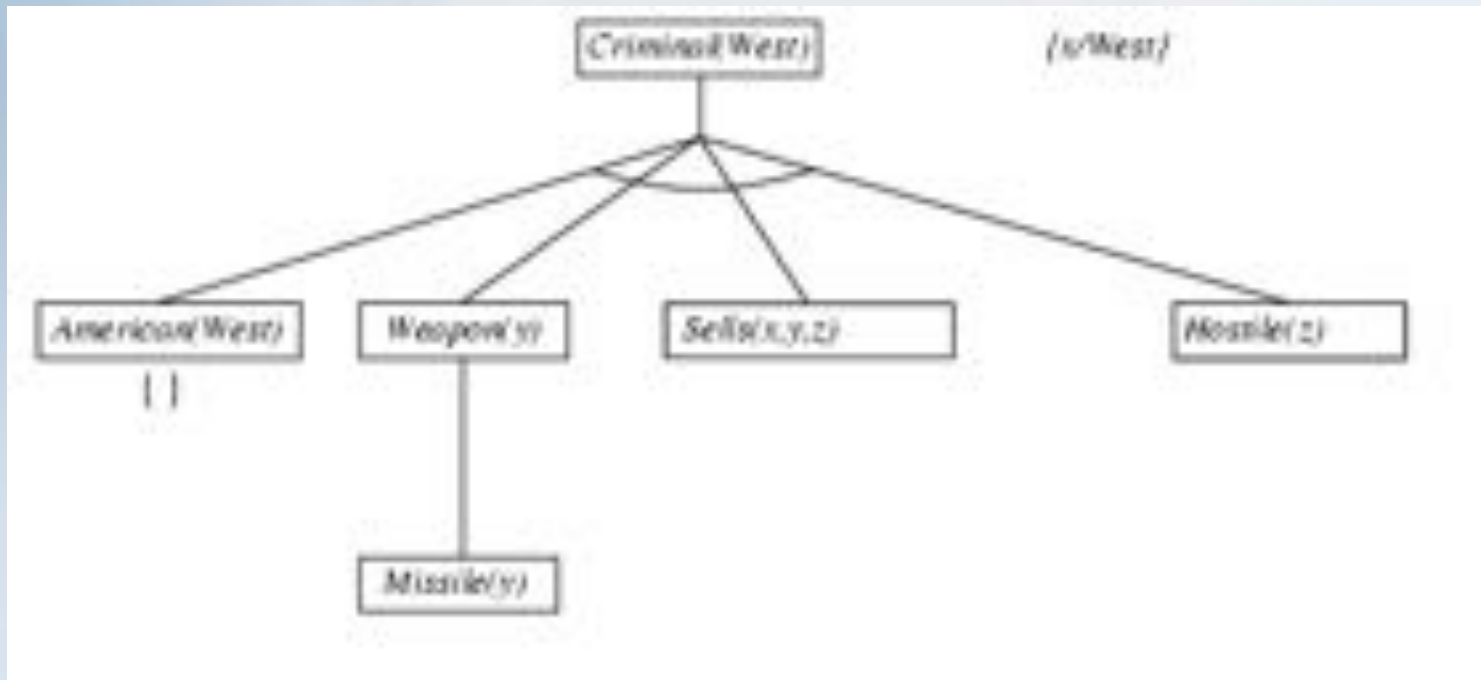 Criminal(West)
{x/West}
American(West)
Weapon(y)
Sells(x,y,z)
Hostile(z)
{ }
Missile(y)